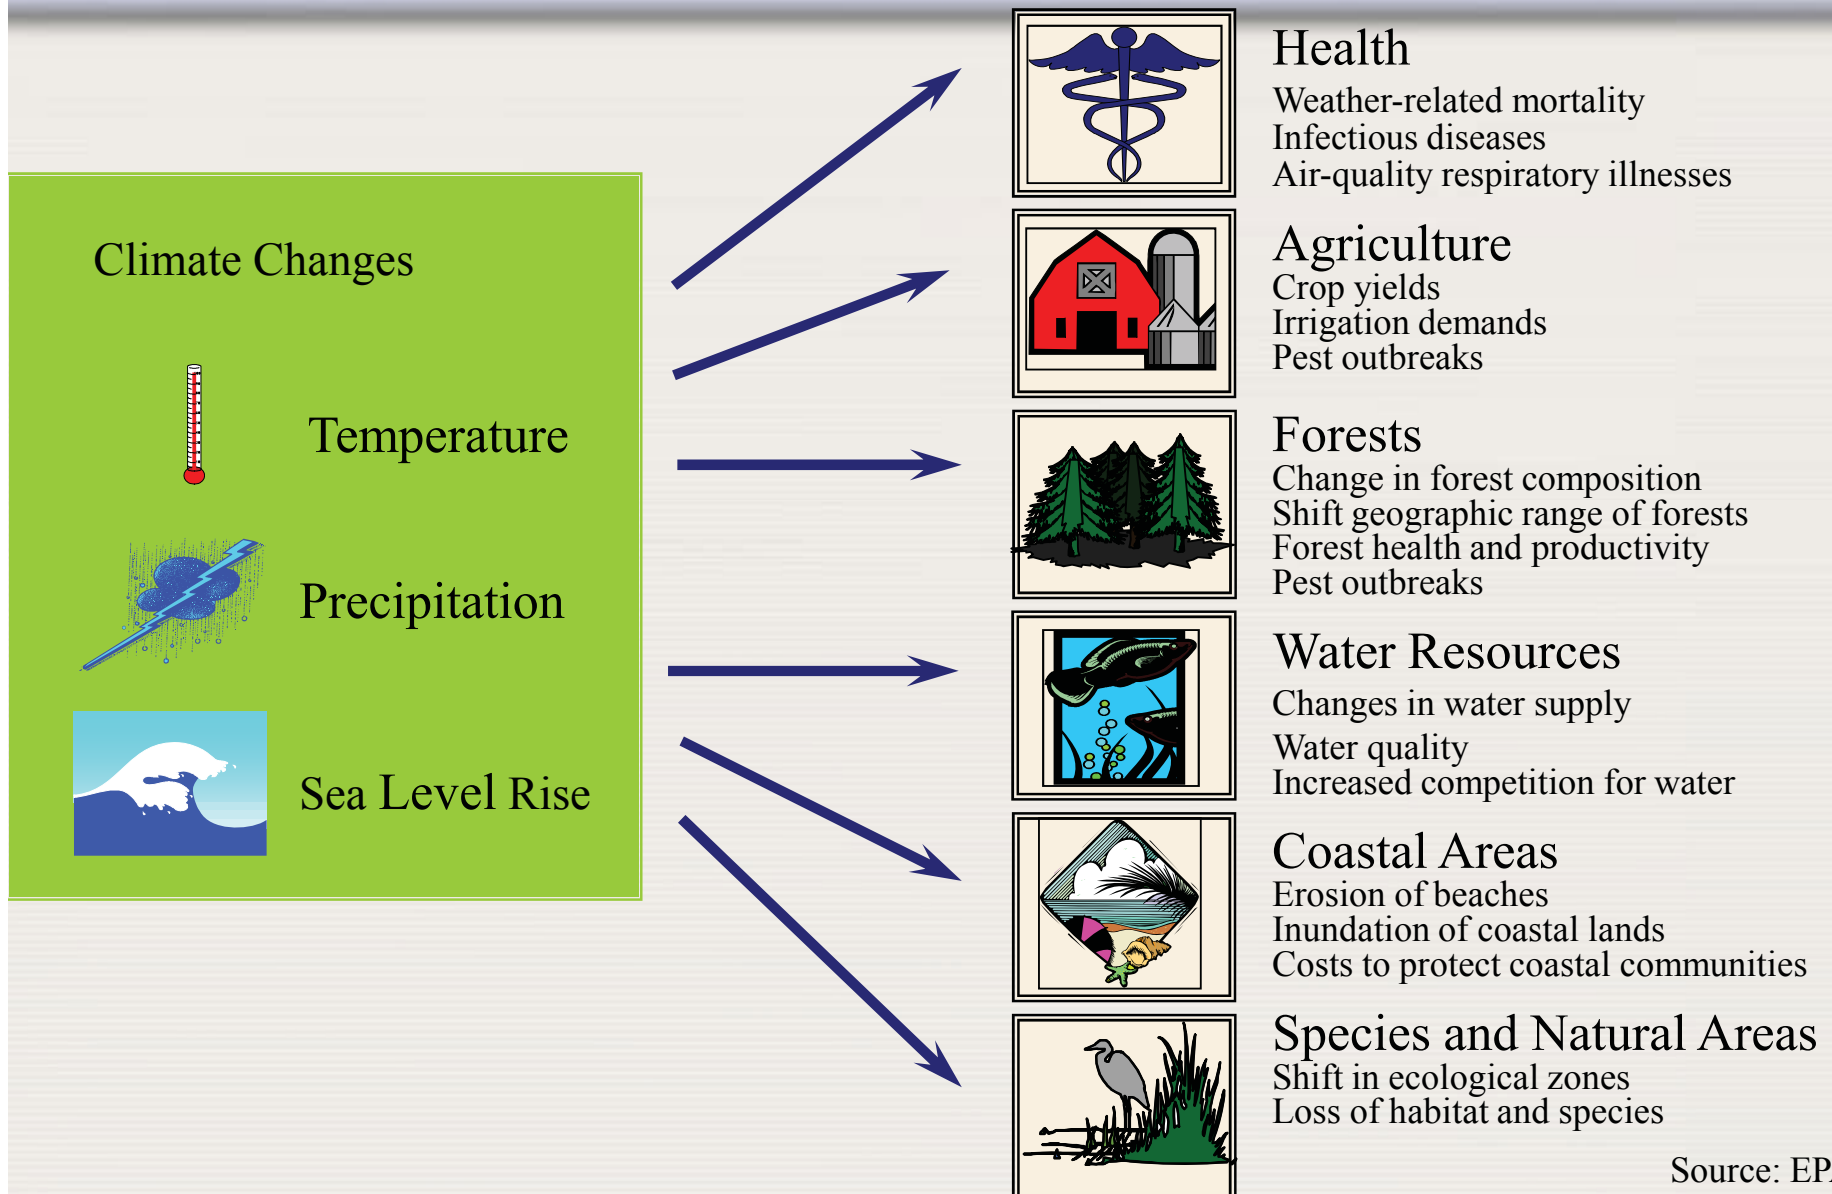 Climate Changes
Temperature
Precipitation
Sea Level Rise
Health
Weather-related mortality
Infectious diseases
Air-quality respiratory illnesses
Agriculture
Crop yields
Irrigation demands
Pest outbreaks
Forests
Change in forest composition
Shift geographic range of forests
Forest health and productivity
Pest outbreaks
Water Resources
Changes in water supply
Water quality
Increased competition for water
Coastal Areas
Erosion of beaches
Inundation of coastal lands
Costs to protect coastal communities
Species and Natural Areas
Shift in ecological zones
Loss of habitat and species
Source: